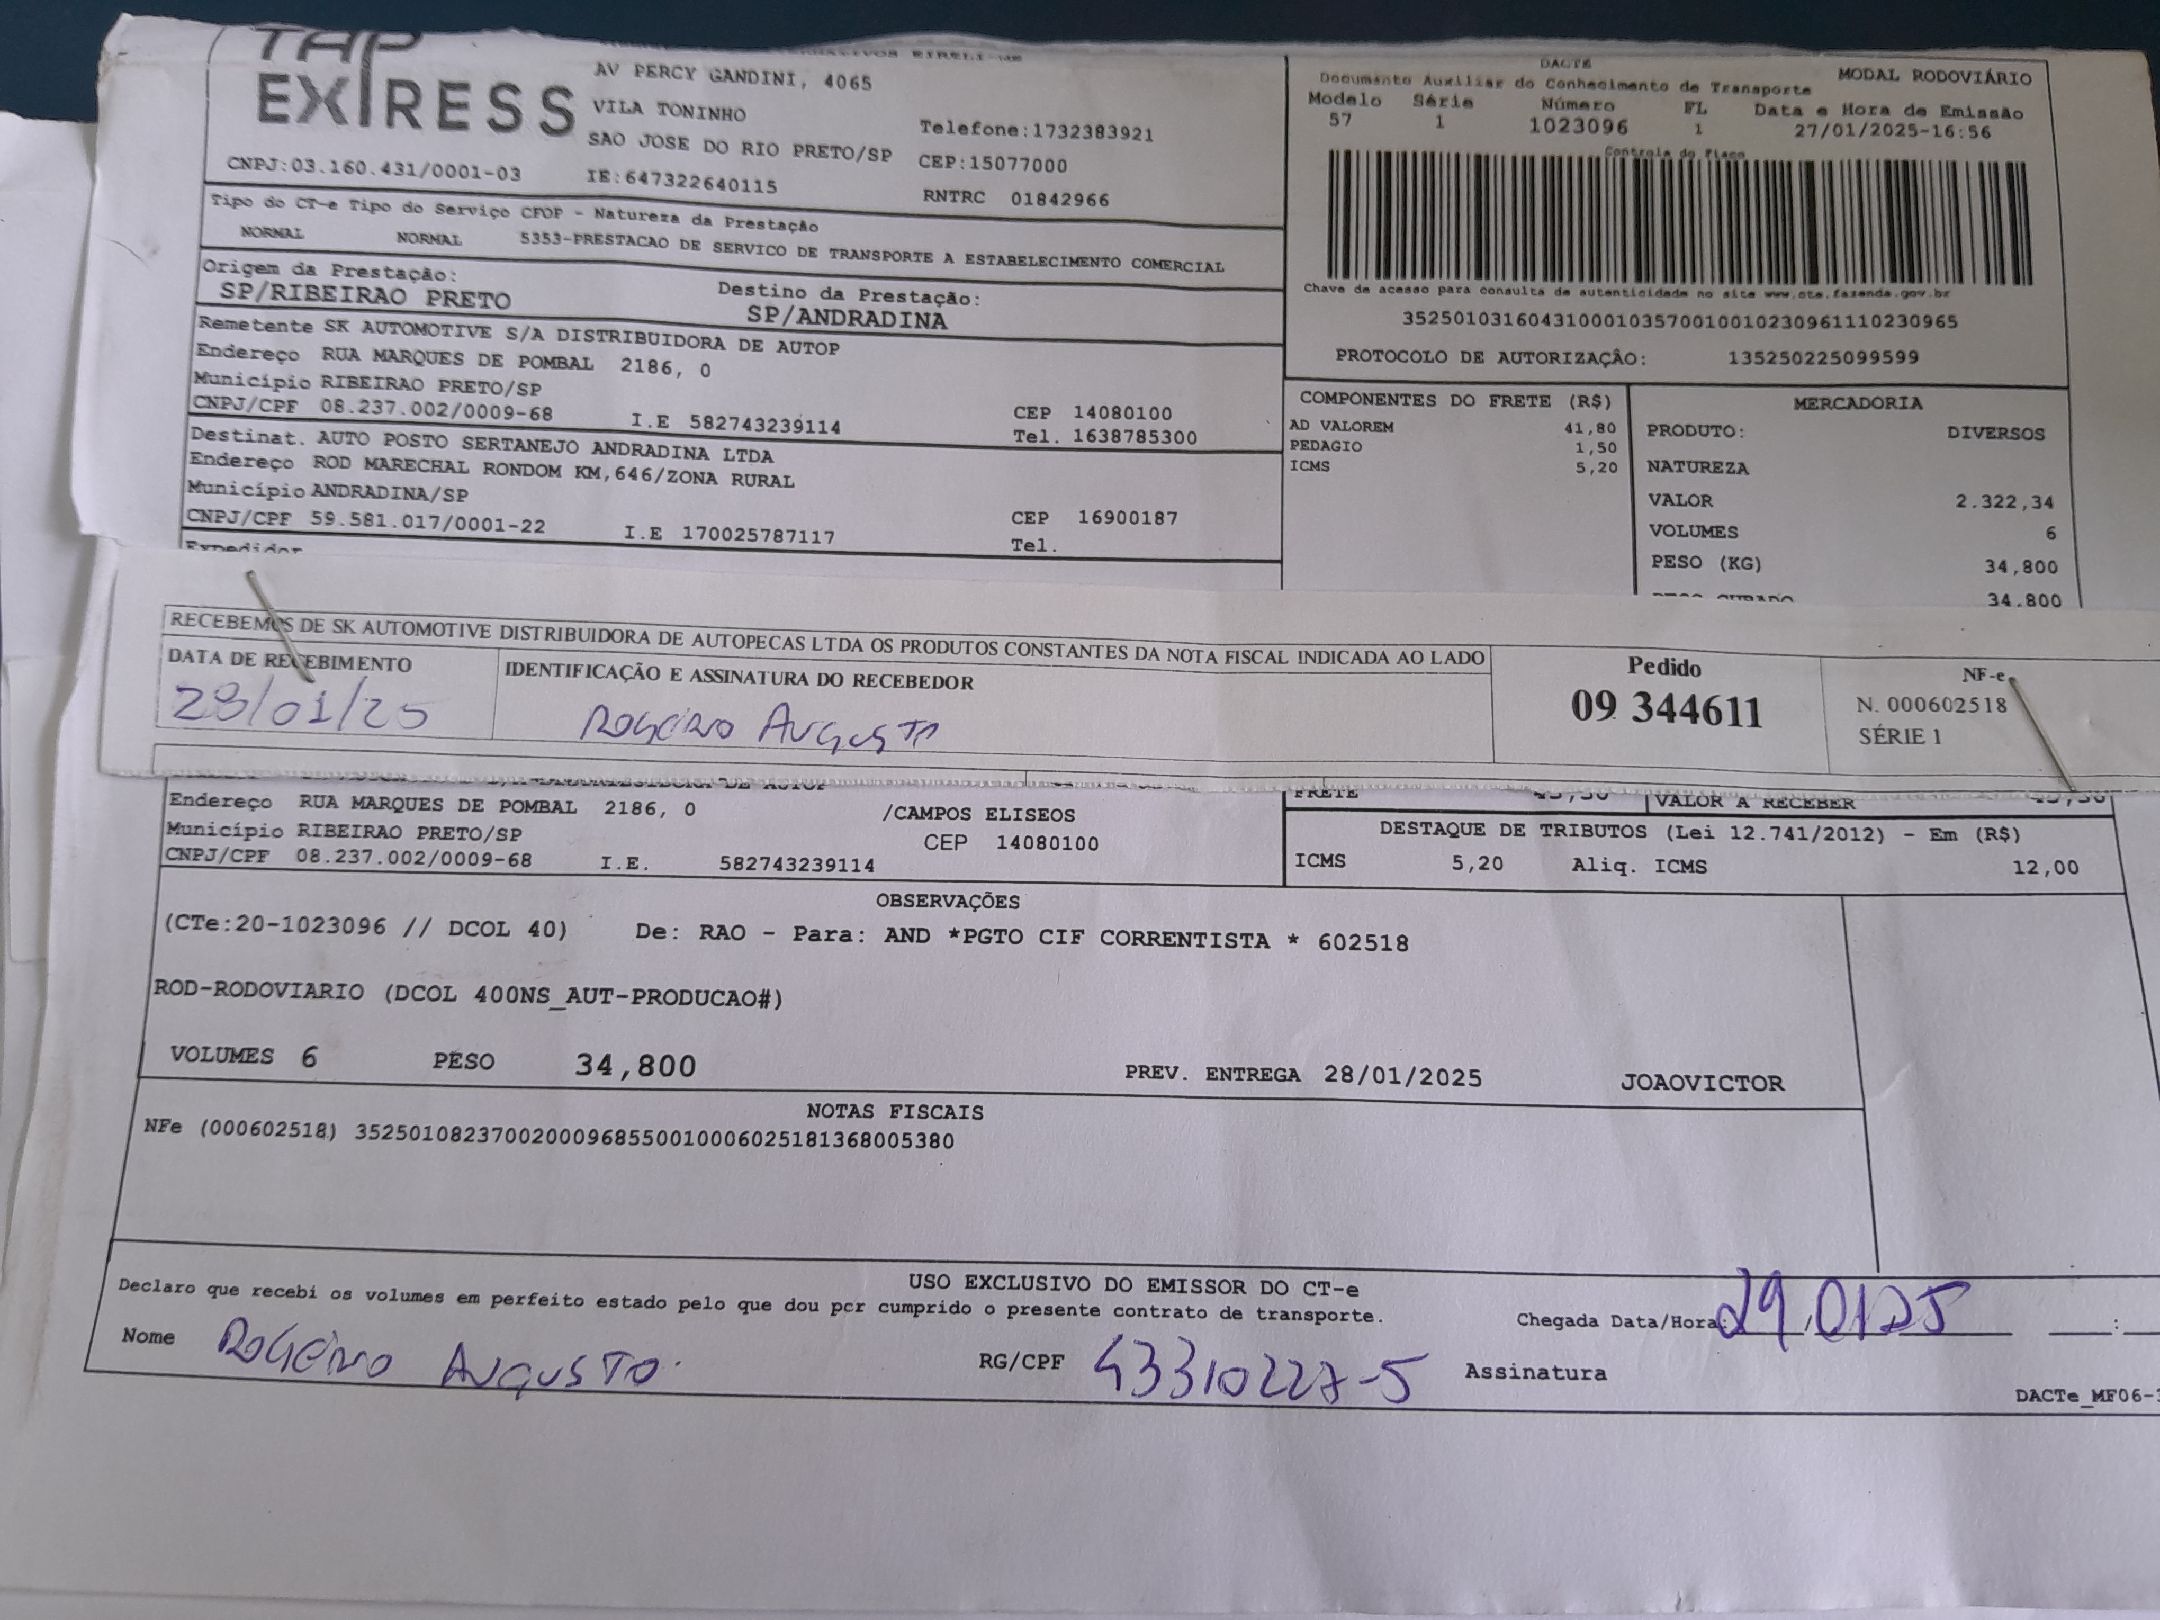 TAP
EXPRESS
AV PERCY GANDINI, 4065
VILA TONINHO
SAO JOSE DO RIO PRETO/SP
Telefone:1732383921
CEP:15077000
CNPJ:03.160.431/0001-03 IE:647322640115 RNTRC 01842966
DACTE
Documento Auxiliar do Conhecimento de Transporte MODAL RODOVIÁRIO
Modelo Série Número FL Data e Hora de Emissão
57 1 1023096 1 27/01/2025-16:56
Controle do Fisco
Chave de acesso para consulta de autenticidade no site www.cte.fazenda.gov.br
35250103160431000103570010010230961110230965
PROTOCOLO DE AUTORIZAÇÃO: 135250225099599
Tipo do CT-e Tipo do Serviço CFOP - Natureza da Prestação
NORMAL NORMAL 5353-PRESTACAO DE SERVICO DE TRANSPORTE A ESTABELECIMENTO COMERCIAL
Origem da Prestação: Destino da Prestação:
SP/RIBEIRAO PRETO SP/ANDRADINA
Remetente SK AUTOMOTIVE S/A DISTRIBUIDORA DE AUTOP
Endereço RUA MARQUES DE POMBAL 2186, 0
Município RIBEIRAO PRETO/SP
CNPJ/CPF 08.237.002/0009-68 I.E 582743239114 CEP 14080100
Tel. 1638785300
Destinat. AUTO POSTO SERTANEJO ANDRADINA LTDA
Endereço ROD MARECHAL RONDOM KM,646/ZONA RURAL
Município ANDRADINA/SP
CNPJ/CPF 59.581.017/0001-22 I.E 170025787117 CEP 16900187
Tel.
Expedidor
COMPONENTES DO FRETE (R$)
AD VALOREM 41,80
PEDAGIO 1,50
ICMS 5,20
MERCADORIA
PRODUTO: DIVERSOS
NATUREZA
VALOR 2.322,34
VOLUMES 6
PESO (KG) 34,800
PESO CUBADO 34.800
RECEBEMOS DE SK AUTOMOTIVE DISTRIBUIDORA DE AUTOPECAS LTDA OS PRODUTOS CONSTANTES DA NOTA FISCAL INDICADA AO LADO
DATA DE RECEBIMENTO IDENTIFICAÇÃO E ASSINATURA DO RECEBEDOR
29/01/25 ROGÉRIO AUGUSTO
Pedido
09 344611
NF-e
N. 000602518
SÉRIE 1
Endereço RUA MARQUES DE POMBAL 2186, 0 /CAMPOS ELISEOS
Município RIBEIRAO PRETO/SP CEP 14080100
CNPJ/CPF 08.237.002/0009-68 I.E. 582743239114
FRETE VALOR A RECEBER
DESTAQUE DE TRIBUTOS (Lei 12.741/2012) - Em (R$)
ICMS 5,20 Aliq. ICMS 12,00
OBSERVAÇÕES
(CTe:20-1023096 // DCOL 40) De: RAO - Para: AND *PGTO CIF CORRENTISTA * 602518
ROD-RODOVIARIO (DCOL 400NS_AUT-PRODUCAO#)
VOLUMES 6 PESO 34,800 PREV. ENTREGA 28/01/2025 JOAOVICTOR
NOTAS FISCAIS
NFe (000602518) 35250108237002000968550010006025181368005380
USO EXCLUSIVO DO EMISSOR DO CT-e
Declaro que recebi os volumes em perfeito estado pelo que dou por cumprido o presente contrato de transporte.
Chegada Data/Hora: 29/01/25 :
Nome ROGÉRIO AUGUSTO. RG/CPF 43310227-5 Assinatura
DACTe_MF06-